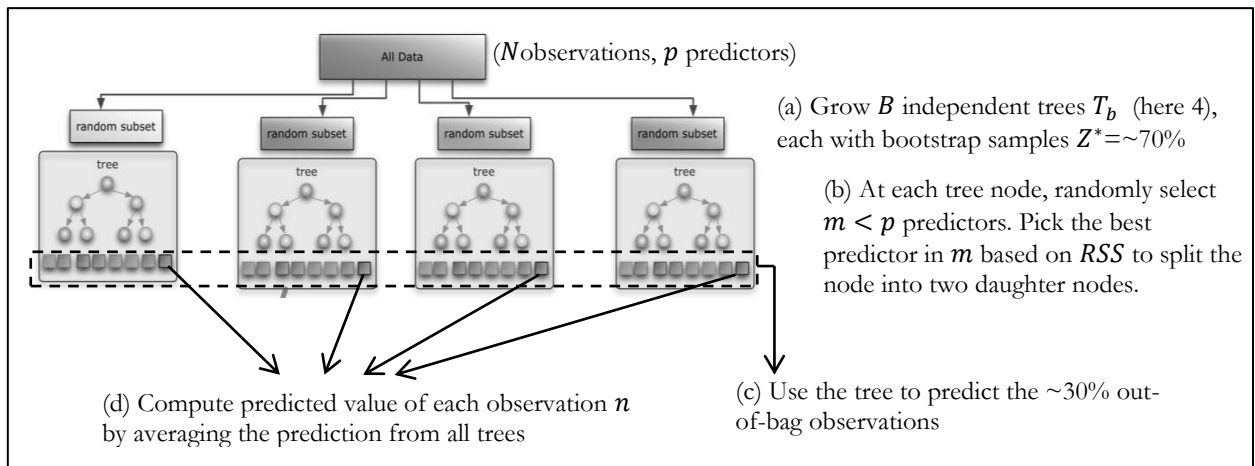 All Data
(N observations, p predictors)
random subset
random subset
random subset
random subset
tree
tree
tree
tree
(a) Grow B independent trees T_b (here 4),
each with bootstrap samples Z*=~70%
(b) At each tree node, randomly select
m < p predictors. Pick the best
predictor in m based on RSS to split the
node into two daughter nodes.
(c) Use the tree to predict the ~30% out-
of-bag observations
(d) Compute predicted value of each observation n
by averaging the prediction from all trees